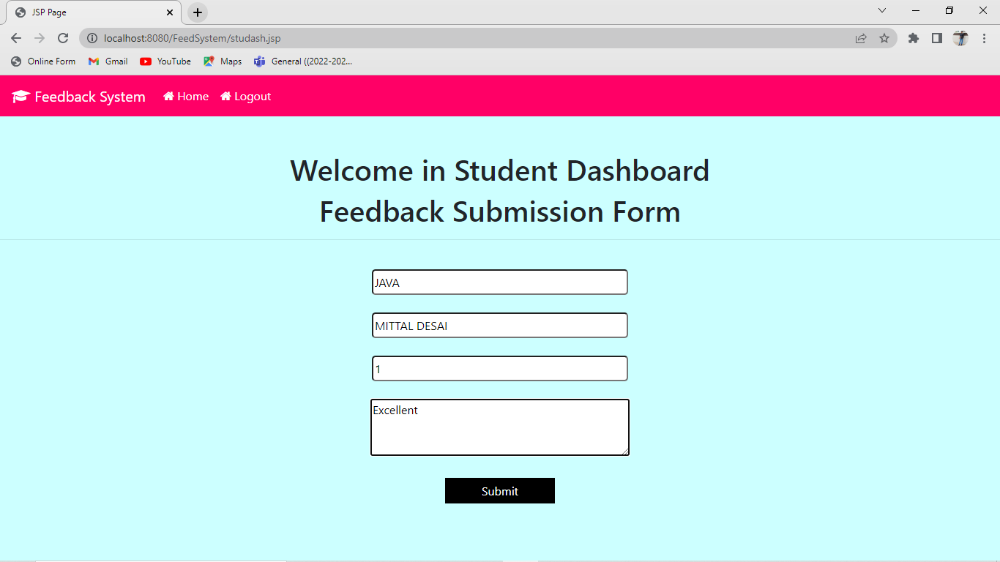 JSP Page
localhost:8080/FeedSystem/studash.jsp
Online Form Gmail YouTube Maps General ((2022-202...
Feedback System Home Logout
Welcome in Student Dashboard
Feedback Submission Form
JAVA
MITTAL DESAI
1
Excellent
Submit